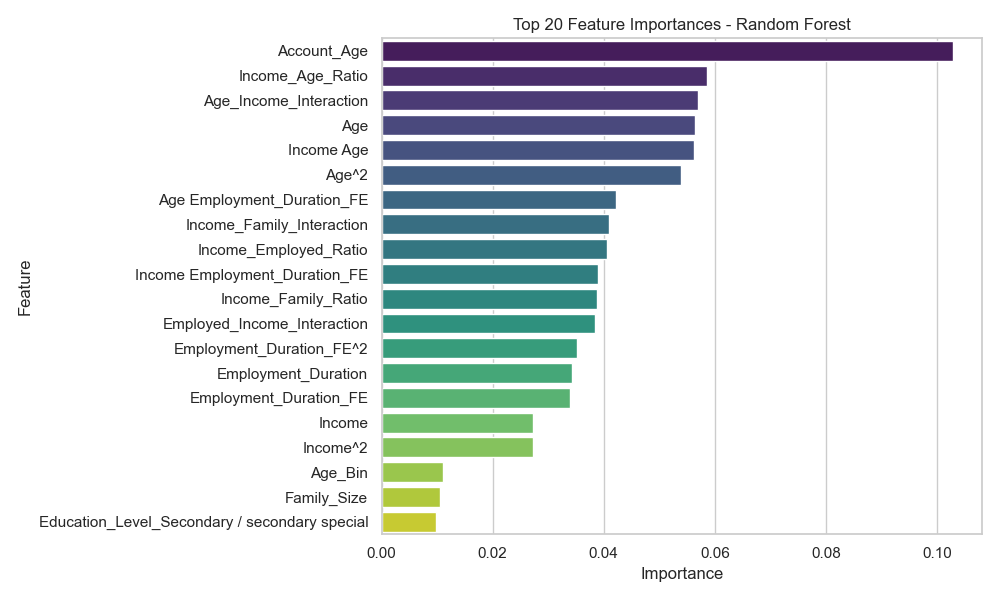 Top 20 Feature Importances - Random Forest
Feature
Account_Age
Income_Age_Ratio
Age_Income_Interaction
Age
Income Age
Age^2
Age Employment_Duration_FE
Income_Family_Interaction
Income_Employed_Ratio
Income Employment_Duration_FE
Income_Family_Ratio
Employed_Income_Interaction
Employment_Duration_FE^2
Employment_Duration
Employment_Duration_FE
Income
Income^2
Age_Bin
Family_Size
Education_Level_Secondary / secondary special
0.00 0.02 0.04 0.06 0.08 0.10
Importance